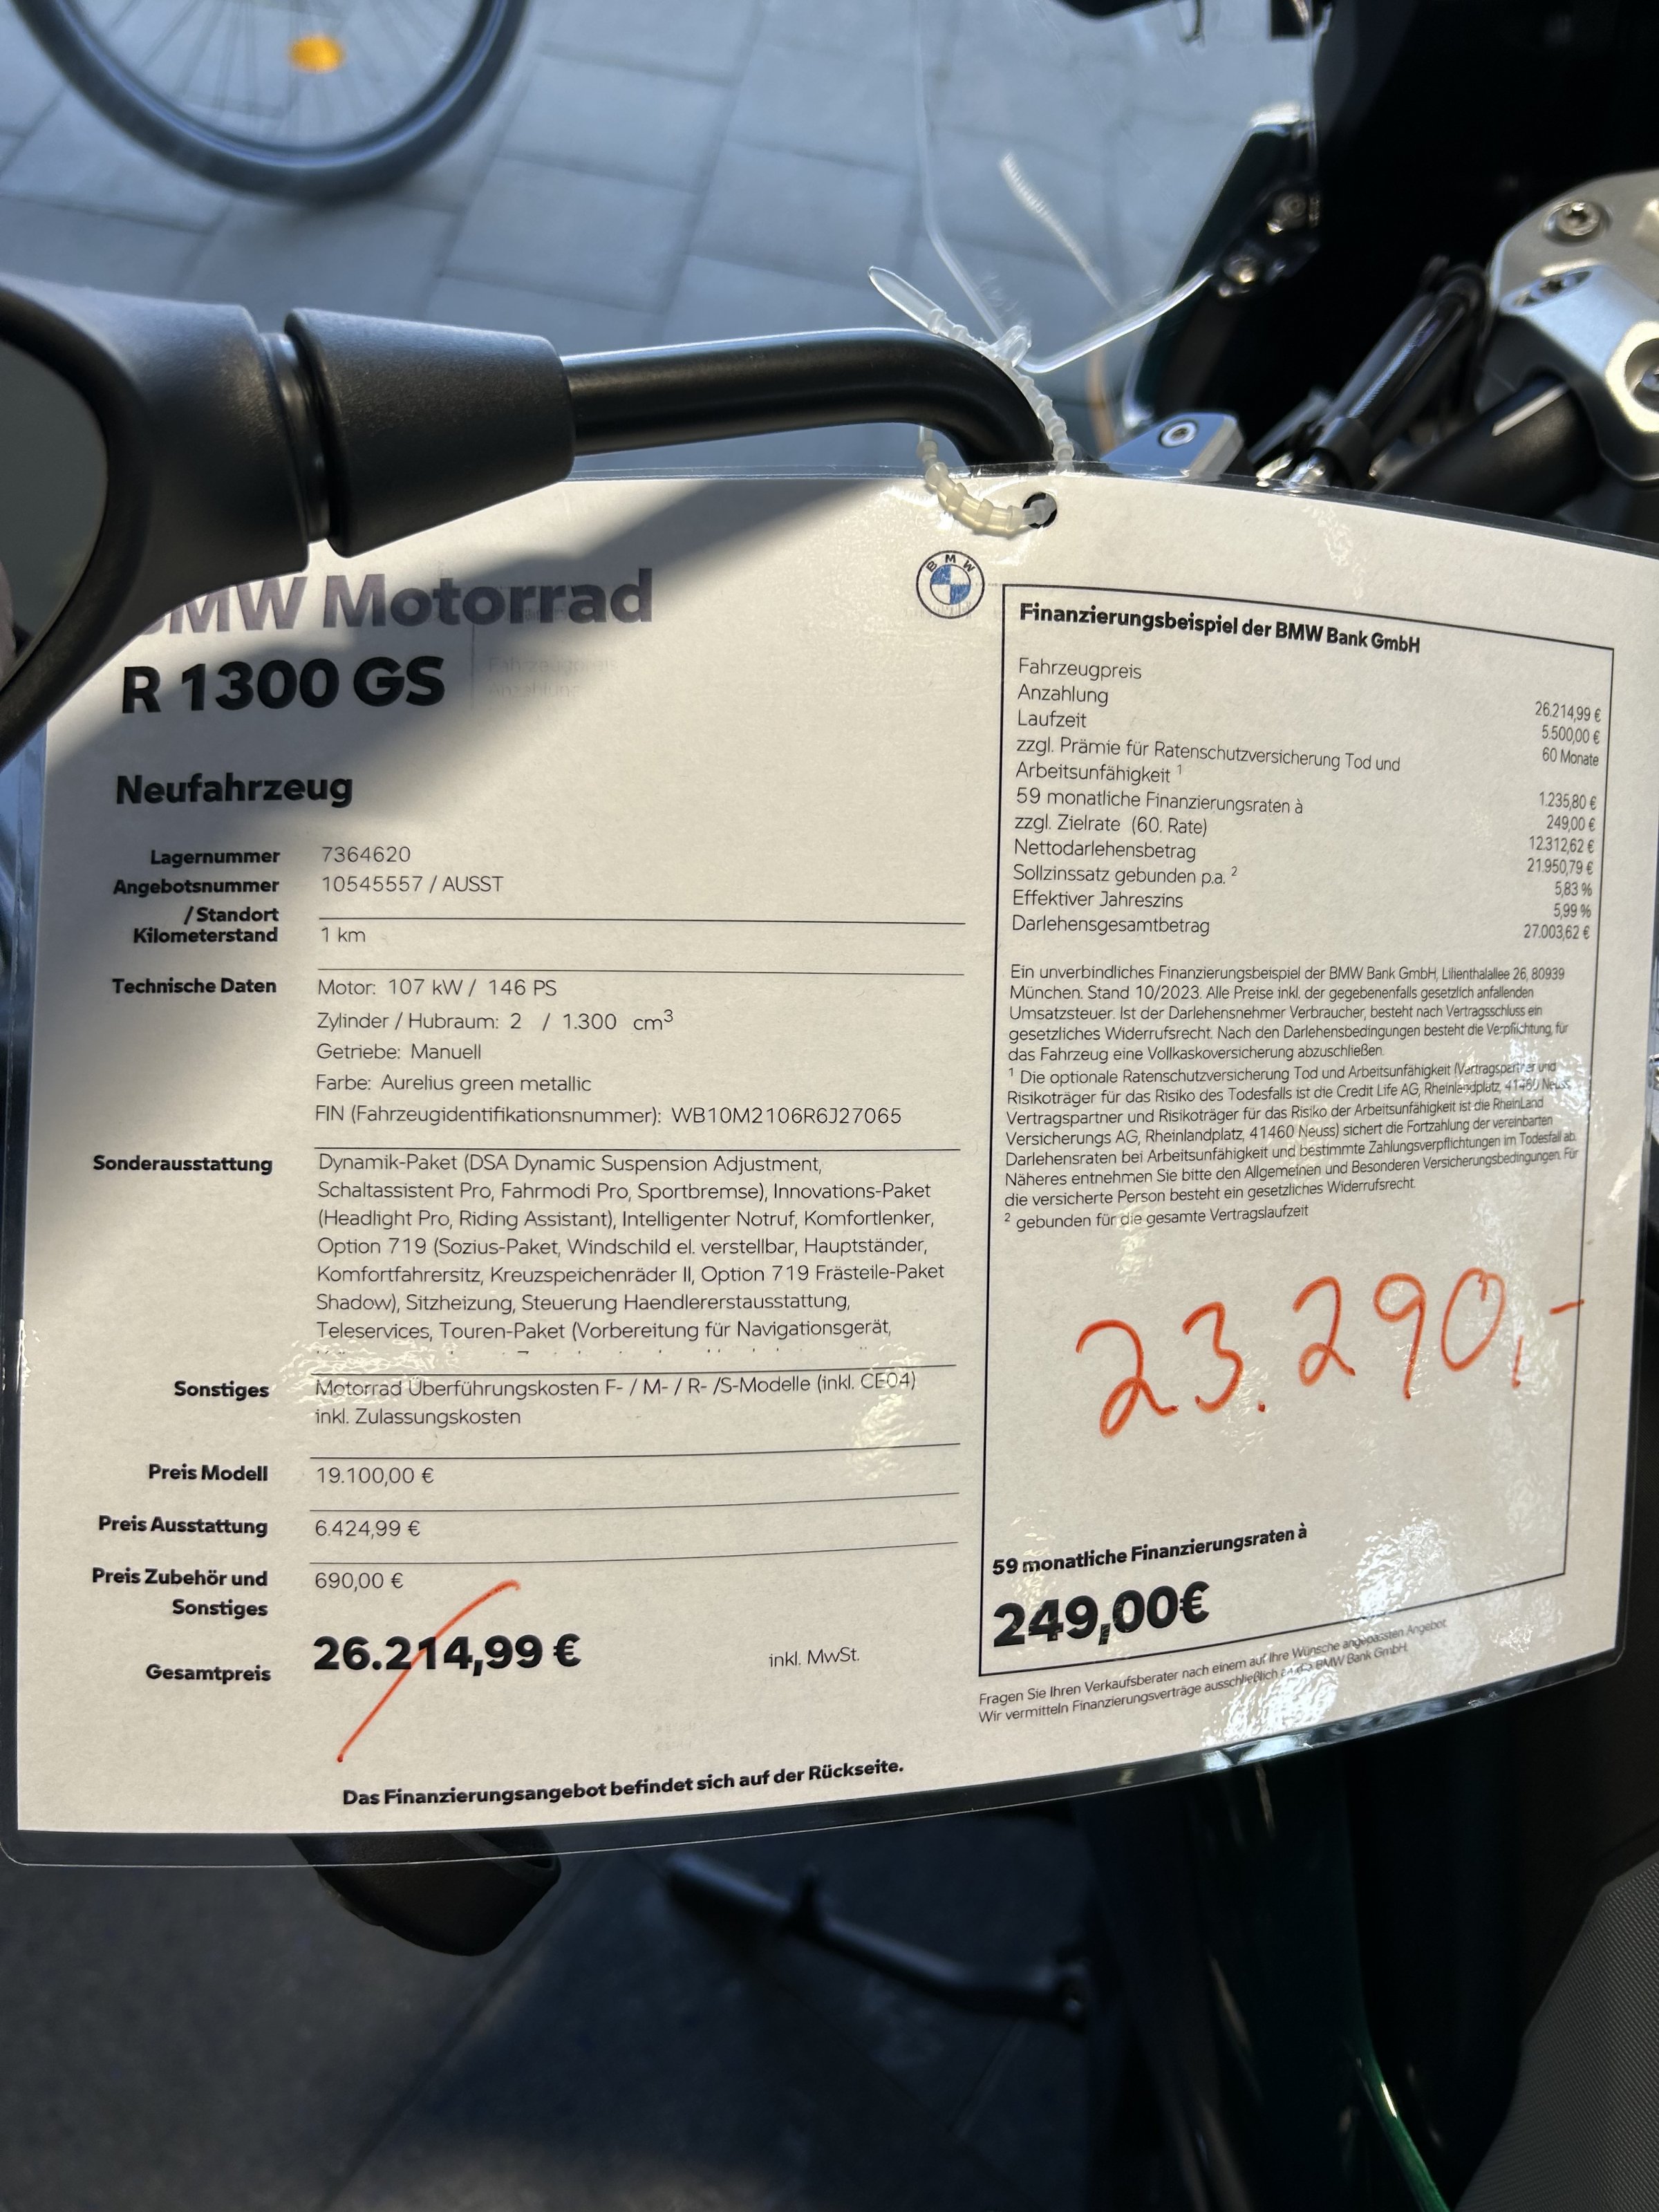 BMW
MW Motorrad
R 1300 GS
Neufahrzeug
Lagernummer 7364620
Angebotsnummer 10545557 / AUSST
/ Standort
Kilometerstand 1 km
Technische Daten Motor: 107 kW / 146 PS
Zylinder / Hubraum: 2 / 1.300 cm³
Getriebe: Manuell
Farbe: Aurelius green metallic
FIN (Fahrzeugidentifikationsnummer): WB10M2106R6J27065
Sonderausstattung Dynamik-Paket (DSA Dynamic Suspension Adjustment,
Schaltassistent Pro, Fahrmodi Pro, Sportbremse), Innovations-Paket
(Headlight Pro, Riding Assistant), Intelligenter Notruf, Komfortlenker,
Option 719 (Sozius-Paket, Windschild el. verstellbar, Hauptständer,
Komfortfahrersitz, Kreuzspeichenräder II, Option 719 Frästeile-Paket
Shadow), Sitzheizung, Steuerung Haendlererstausstattung,
Teleservices, Touren-Paket (Vorbereitung für Navigationsgerät,
Sonstiges Motorrad Überführungskosten F- / M- / R- /S-Modelle (inkl. CE04)
inkl. Zulassungskosten
Preis Modell 19.100,00 €
Preis Ausstattung 6.424,99 €
Preis Zubehör und 690,00 €
Sonstiges
Gesamtpreis 26.214,99 € inkl. MwSt.
Das Finanzierungsangebot befindet sich auf der Rückseite.
Finanzierungsbeispiel der BMW Bank GmbH
Fahrzeugpreis 26.214,99 €
Anzahlung 5.500,00 €
Laufzeit 60 Monate
zzgl. Prämie für Ratenschutzversicherung Tod und
Arbeitsunfähigkeit ¹ 1.235,80 €
59 monatliche Finanzierungsraten à 249,00 €
zzgl. Zielrate (60. Rate) 12.312,62 €
Nettodarlehensbetrag 21.950,79 €
Sollzinssatz gebunden p.a. ² 5,83 %
Effektiver Jahreszins 5,99 %
Darlehensgesamtbetrag 27.003,62 €
Ein unverbindliches Finanzierungsbeispiel der BMW Bank GmbH, Lilienthalallee 26, 80939
München. Stand 10/2023. Alle Preise inkl. der gegebenenfalls gesetzlich anfallenden
Umsatzsteuer. Ist der Darlehensnehmer Verbraucher, besteht nach Vertragsschluss ein
gesetzliches Widerrufsrecht. Nach den Darlehensbedingungen besteht die Verpflichtung, für
das Fahrzeug eine Vollkaskoversicherung abzuschließen.
¹ Die optionale Ratenschutzversicherung Tod und Arbeitsunfähigkeit (Vertragspartner und
Risikoträger für das Risiko des Todesfalls ist die Credit Life AG, Rheinlandplatz, 41460 Neuss,
Vertragspartner und Risikoträger für das Risiko der Arbeitsunfähigkeit ist die RheinLand
Versicherungs AG, Rheinlandplatz, 41460 Neuss) sichert die Fortzahlung der vereinbarten
Darlehensraten bei Arbeitsunfähigkeit und bestimmte Zahlungsverpflichtungen im Todesfall ab.
Näheres entnehmen Sie bitte den Allgemeinen und Besonderen Versicherungsbedingungen. Für
die versicherte Person besteht ein gesetzliches Widerrufsrecht.
² gebunden für die gesamte Vertragslaufzeit
23.290,-
59 monatliche Finanzierungsraten à
249,00€
Fragen Sie Ihren Verkaufsberater nach einem auf Ihre Wünsche angepassten Angebot.
Wir vermitteln Finanzierungsverträge ausschließlich an die BMW Bank GmbH.